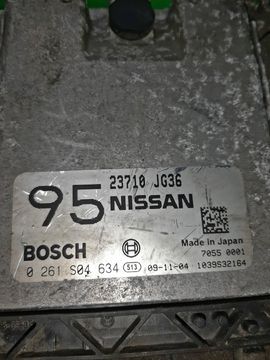 95
23710 JG36
NISSAN
Made in Japan
BOSCH
7055 0001
0 261 S04 634 513 09-11-04 1039S32164